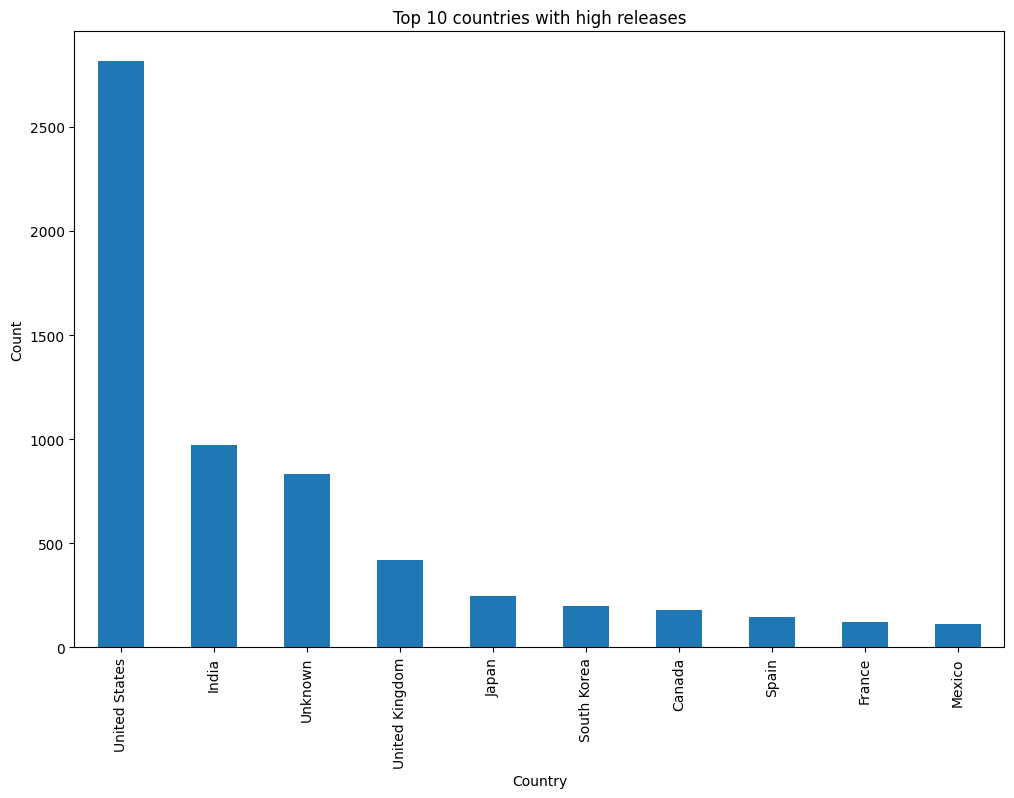 Top 10 countries with high releases
Count
2500
2000
1500
1000
500
0
United States
India
Unknown
United Kingdom
Japan
South Korea
Canada
Spain
France
Mexico
Country